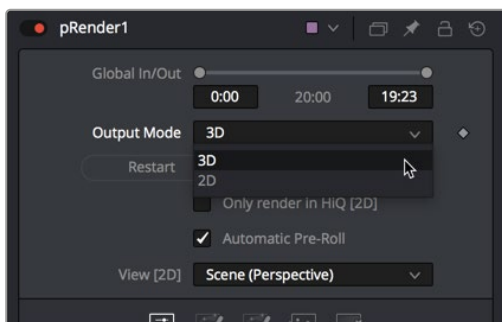 pRender1
Global In/Out
0:00 20:00 19:23
Output Mode 3D
Restart 3D
2D
Only render in HiQ [2D]
Automatic Pre-Roll
View [2D] Scene (Perspective)